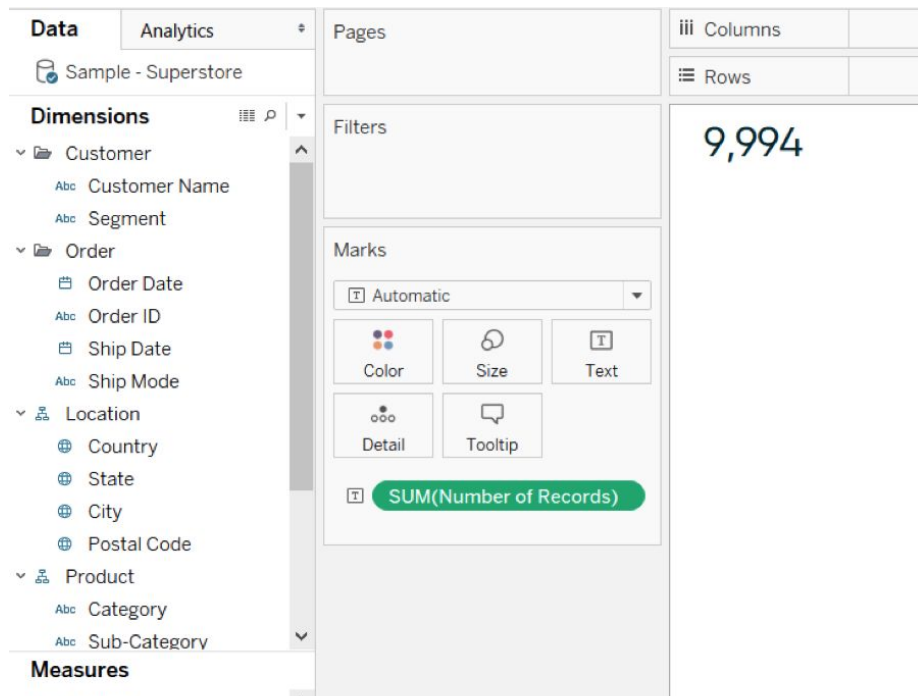 Data
Analytics
Sample - Superstore
Dimensions
Customer
Abc Customer Name
Abc Segment
Order
Order Date
Abc Order ID
Ship Date
Abc Ship Mode
Location
Country
State
City
Postal Code
Product
Abc Category
Abc Sub-Category
Measures
Pages
Filters
Marks
T Automatic
Color
Size
T
Text
Detail
Tooltip
T SUM(Number of Records)
Columns
Rows
9,994